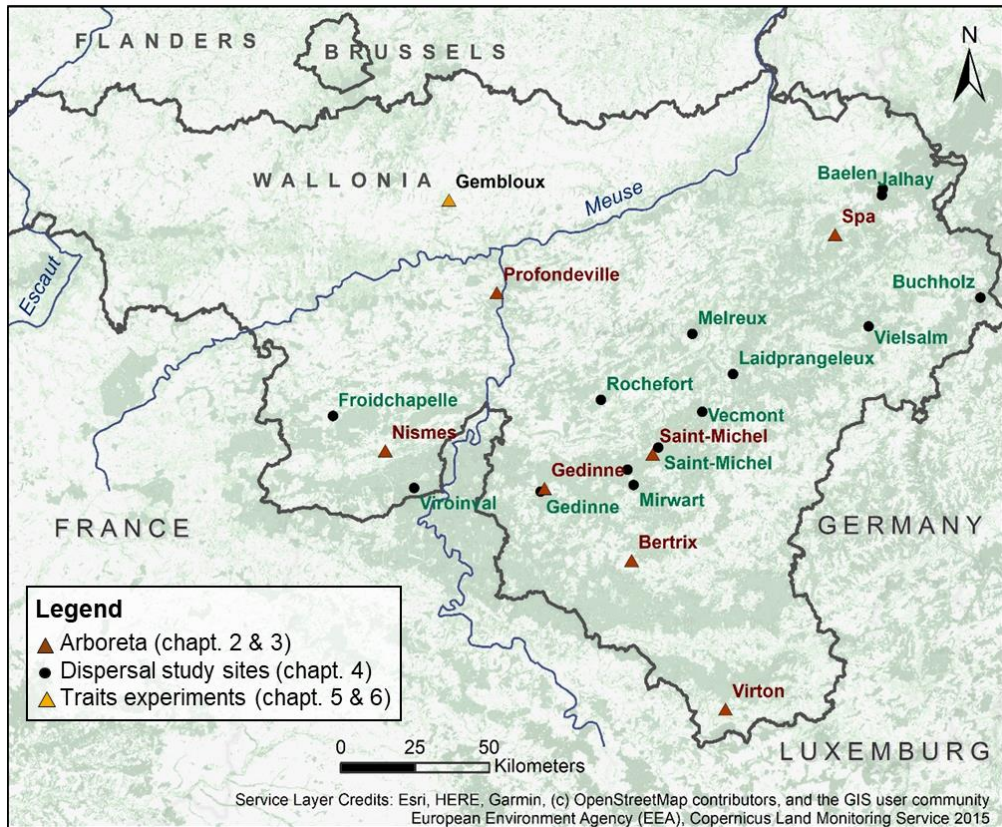 FLANDERS
BRUSSELS
N
WALLONIA
Gembloux
Meuse
Baelen
Jalhay
Spa
Escaut
Profondeville
Buchholz
Melreux
Vielsalm
Laidprangeleux
Rochefort
Froidchapelle
Vecmont
Nismes
Saint-Michel
Saint-Michel
Gedinne
Mirwart
Gedinne
Viroinval
FRANCE
GERMANY
Bertrix
Legend
Arboreta (chapt. 2 & 3)
Dispersal study sites (chapt. 4)
Traits experiments (chapt. 5 & 6)
Virton
LUXEMBURG
0 25 50
Kilometers
Service Layer Credits: Esri, HERE, Garmin, (c) OpenStreetMap contributors, and the GIS user community
European Environment Agency (EEA), Copernicus Land Monitoring Service 2015